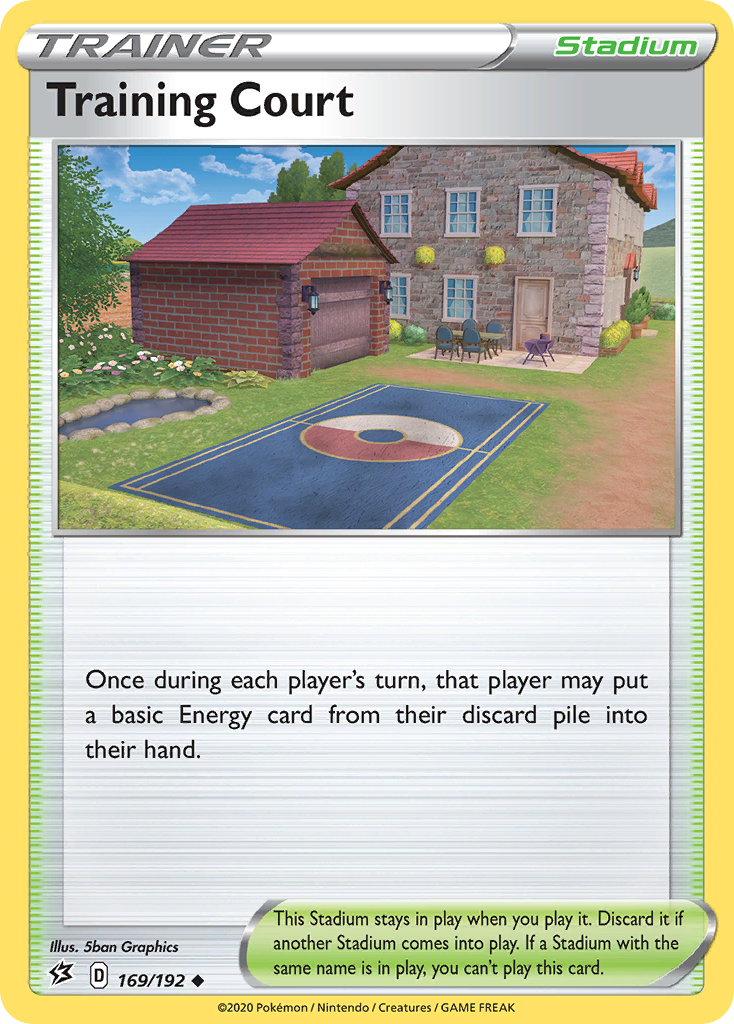 TRAINER
Stadium
Training Court
Once during each player's turn, that player may put
a basic Energy card from their discard pile into
their hand.
This Stadium stays in play when you play it. Discard it if
another Stadium comes into play. If a Stadium with the
same name is in play, you can't play this card.
Illus. 5ban Graphics
D 169/192
©2020 Pokémon / Nintendo / Creatures / GAME FREAK